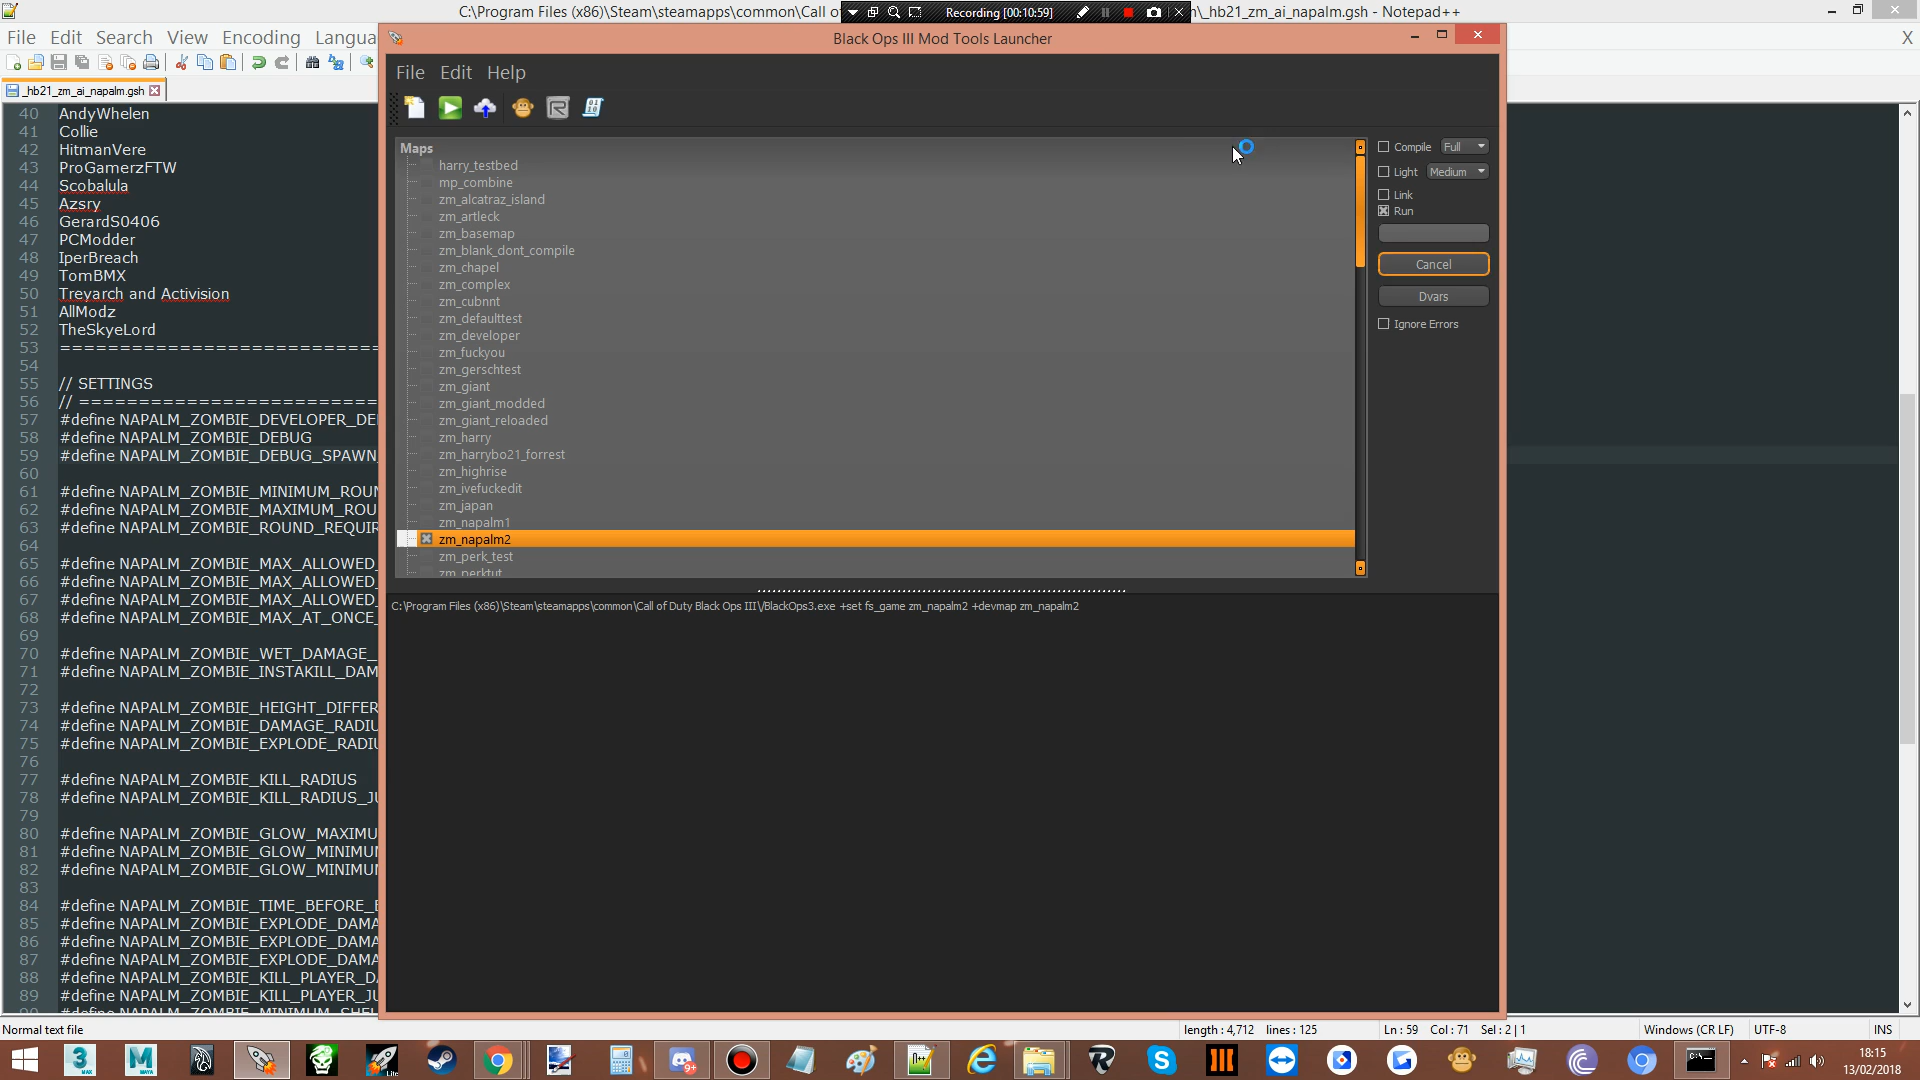 C:\Program Files (x86)\Steam\steamapps\common\Call o
Recording [00:10:59]
\_hb21_zm_ai_napalm.gsh - Notepad++
File Edit Search View Encoding Langua
X
_hb21_zm_ai_napalm.gsh
40 AndyWhelen
41 Collie
42 HitmanVere
43 ProGamerzFTW
44 Scobalula
45 Azsry
46 GerardS0406
47 PCModder
48 IperBreach
49 TomBMX
50 Treyarch and Activision
51 AllModz
52 TheSkyeLord
53 ===========================
54
55 // SETTINGS
56 // =========================
57 #define NAPALM_ZOMBIE_DEVELOPER_DE
58 #define NAPALM_ZOMBIE_DEBUG
59 #define NAPALM_ZOMBIE_DEBUG_SPAWN
60
61 #define NAPALM_ZOMBIE_MINIMUM_ROUN
62 #define NAPALM_ZOMBIE_MAXIMUM_ROU
63 #define NAPALM_ZOMBIE_ROUND_REQUIR
64
65 #define NAPALM_ZOMBIE_MAX_ALLOWED_
66 #define NAPALM_ZOMBIE_MAX_ALLOWED_
67 #define NAPALM_ZOMBIE_MAX_ALLOWED_
68 #define NAPALM_ZOMBIE_MAX_AT_ONCE_
69
70 #define NAPALM_ZOMBIE_WET_DAMAGE_
71 #define NAPALM_ZOMBIE_INSTAKILL_DAM
72
73 #define NAPALM_ZOMBIE_HEIGHT_DIFFER
74 #define NAPALM_ZOMBIE_DAMAGE_RADIU
75 #define NAPALM_ZOMBIE_EXPLODE_RADIU
76
77 #define NAPALM_ZOMBIE_KILL_RADIUS
78 #define NAPALM_ZOMBIE_KILL_RADIUS_JU
79
80 #define NAPALM_ZOMBIE_GLOW_MAXIMU
81 #define NAPALM_ZOMBIE_GLOW_MINIMUM
82 #define NAPALM_ZOMBIE_GLOW_MINIMUM
83
84 #define NAPALM_ZOMBIE_TIME_BEFORE_E
85 #define NAPALM_ZOMBIE_EXPLODE_DAMA
86 #define NAPALM_ZOMBIE_EXPLODE_DAMA
87 #define NAPALM_ZOMBIE_EXPLODE_DAMA
88 #define NAPALM_ZOMBIE_KILL_PLAYER_D
89 #define NAPALM_ZOMBIE_KILL_PLAYER_JU
Black Ops III Mod Tools Launcher
File Edit Help
Maps
harry_testbed
mp_combine
zm_alcatraz_island
zm_artleck
zm_basemap
zm_blank_dont_compile
zm_chapel
zm_complex
zm_cubnnt
zm_defaulttest
zm_developer
zm_fuckyou
zm_gerschtest
zm_giant
zm_giant_modded
zm_giant_reloaded
zm_harry
zm_harrybo21_forrest
zm_highrise
zm_ivefuckedit
zm_japan
zm_napalm1
zm_napalm2
zm_perk_test
zm_perktut
Compile Full
Light Medium
Link
Run
Cancel
Dvars
Ignore Errors
C:\Program Files (x86)\Steam\steamapps\common\Call of Duty Black Ops III\/BlackOps3.exe +set fs_game zm_napalm2 +devmap zm_napalm2
Normal text file
length : 4,712 lines : 125
Ln : 59 Col : 71 Sel : 2 | 1
Windows (CR LF)
UTF-8
INS
18:15
13/02/2018